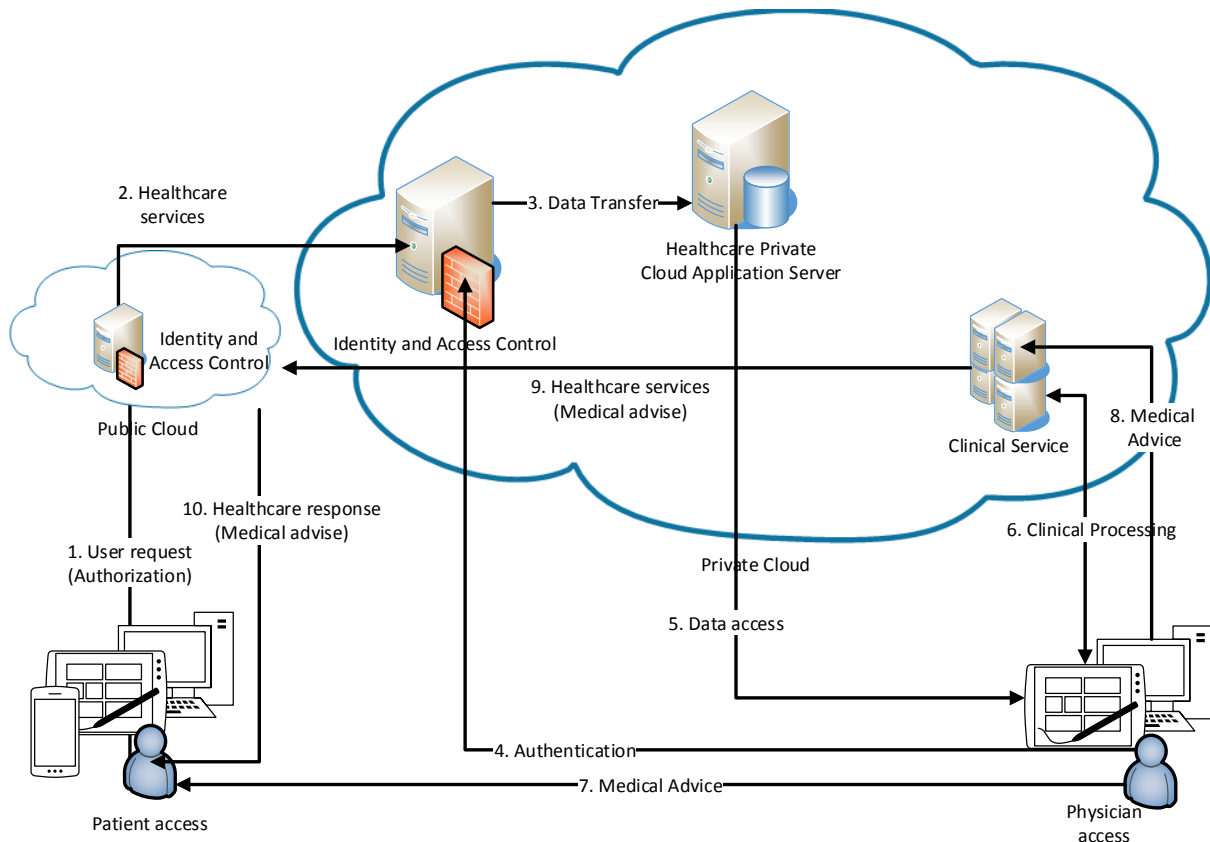 2. Healthcare
services
3. Data Transfer
Healthcare Private
Cloud Application Server
Identity and
Access Control
Identity and Access Control
9. Healthcare services
(Medical advise)
8. Medical
Advice
Public Cloud
Clinical Service
10. Healthcare response
(Medical advise)
6. Clinical Processing
1. User request
(Authorization)
Private Cloud
5. Data access
4. Authentication
7. Medical Advice
Patient access
Physician
access